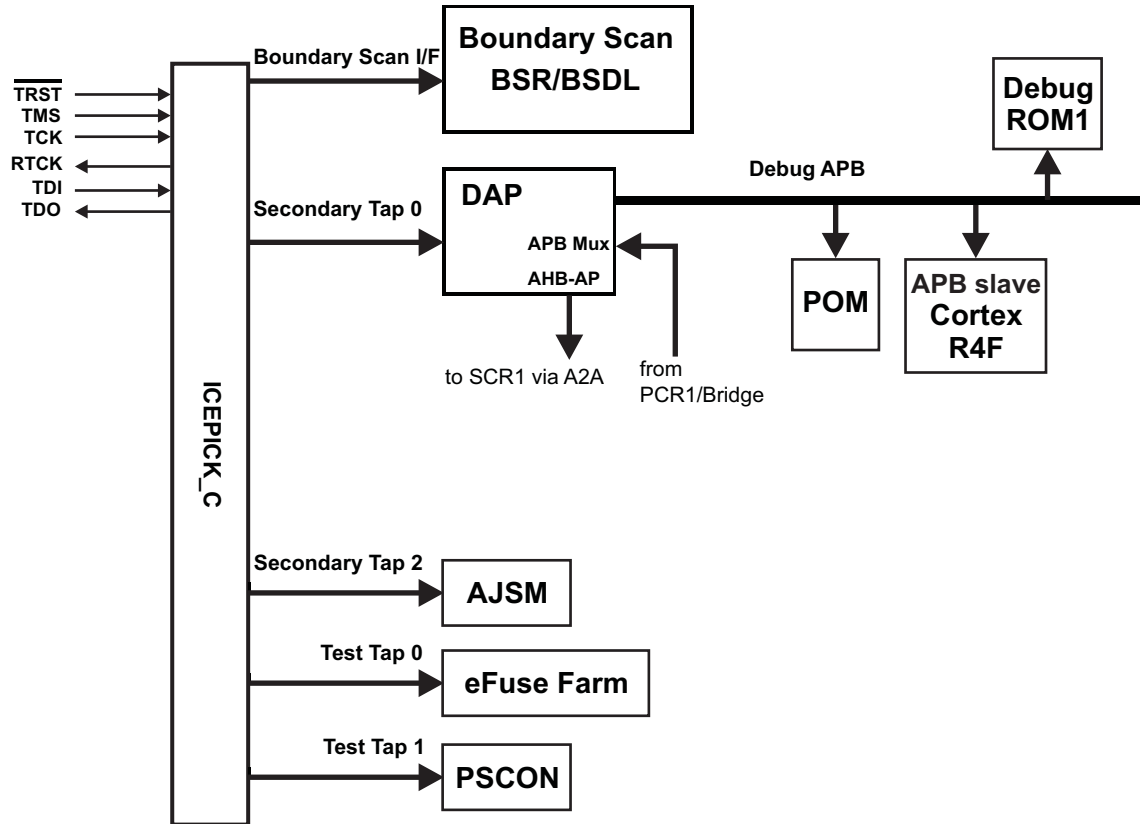 Boundary Scan I/F
Boundary Scan
BSR/BSDL
TRST
TMS
TCK
RTCK
TDI
TDO
Debug
ROM1
Debug APB
Secondary Tap 0
DAP
APB Mux
AHB-AP
POM
APB slave
Cortex
R4F
to SCR1 via A2A
from
PCR1/Bridge
ICEPICK_C
Secondary Tap 2
AJSM
Test Tap 0
eFuse Farm
Test Tap 1
PSCON